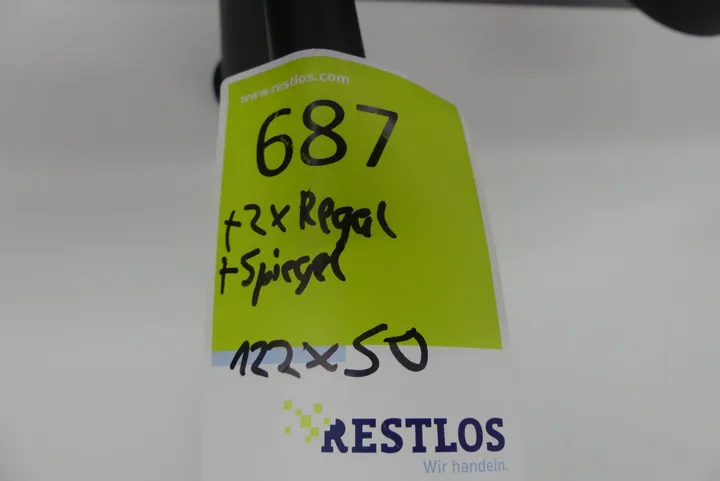 www.restlos.com
687
+2x Regal
+Spiegel
122x50
RESTLOS
Wir handeln.